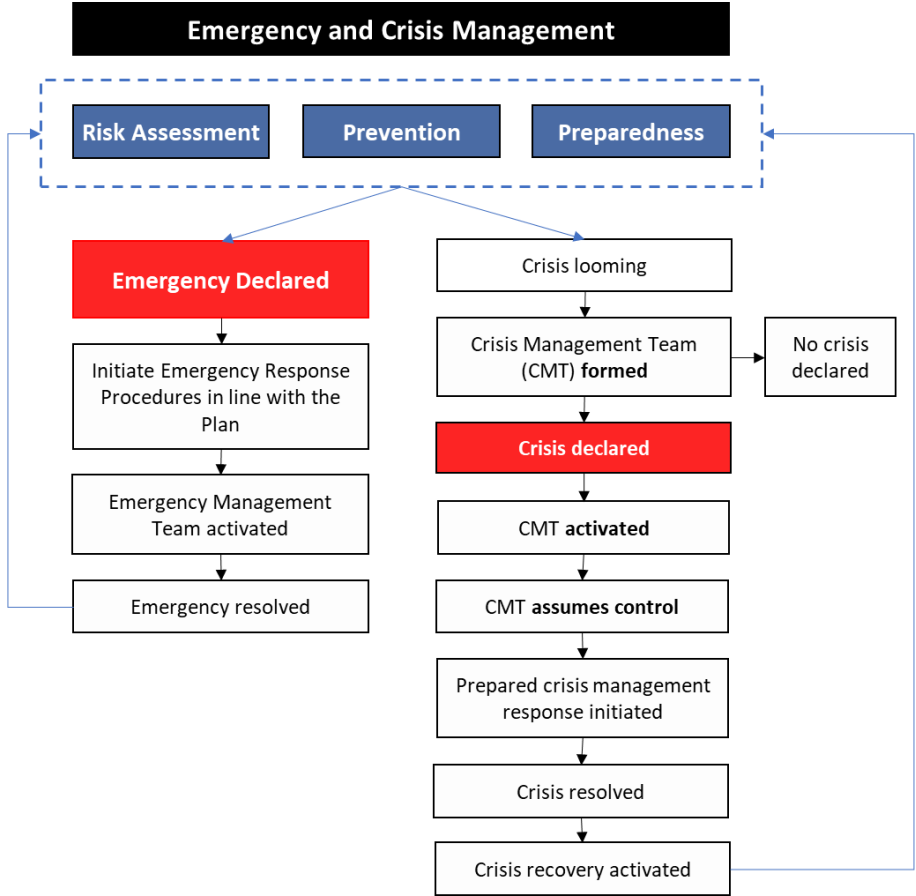 Emergency and Crisis Management
Risk Assessment
Prevention
Preparedness
Emergency Declared
Initiate Emergency Response
Procedures in line with the
Plan
Emergency Management
Team activated
Emergency resolved
Crisis looming
Crisis Management Team
(CMT) formed
No crisis
declared
Crisis declared
CMT activated
CMT assumes control
Prepared crisis management
response initiated
Crisis resolved
Crisis recovery activated